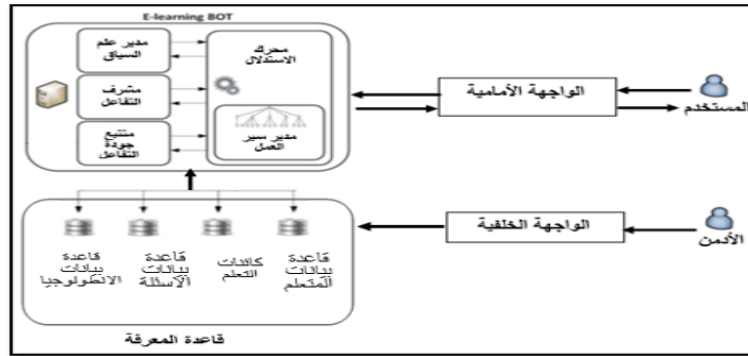 E-learning BOT
مدير علم
السياق
محرك
الاستدلال
مشرف
التفاعل
مدير سير
العمل
متتبع
جودة
التفاعل
الواجهة الأمامية
المستخدم
الواجهة الخلفية
الأدمن
قاعدة
بيانات
المتعلم
كائنات
التعلم
قاعدة
بيانات
الأسئلة
قاعدة
بيانات
الانطولوجيا
قاعدة المعرفة